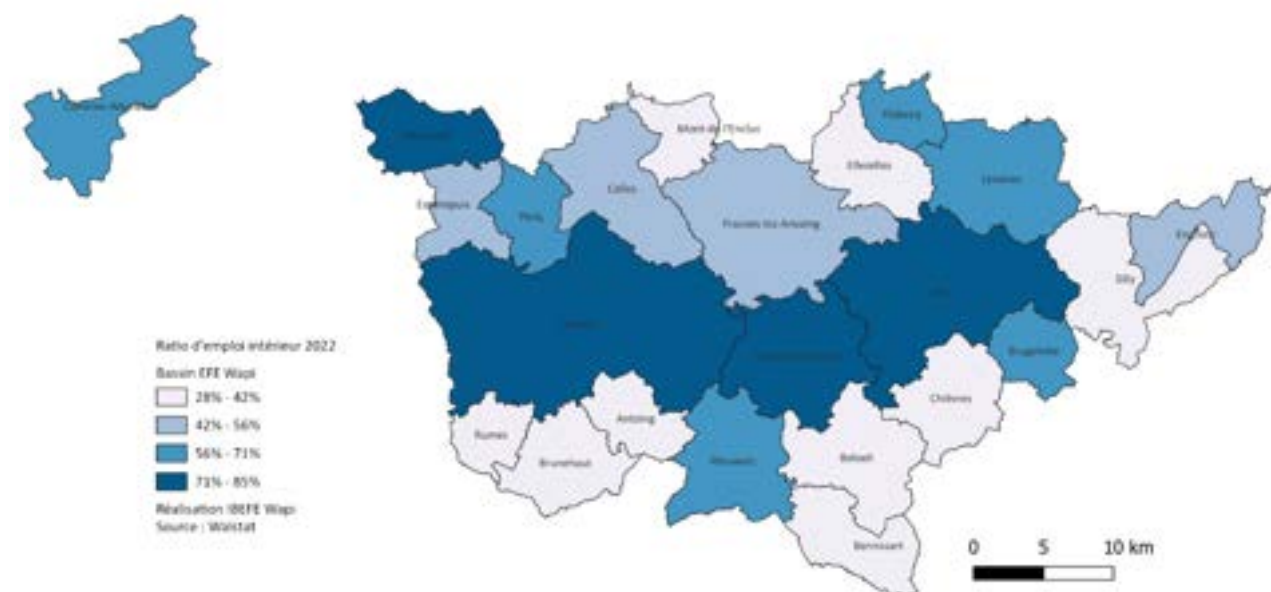 Mont-de-l'Enclus
Flobecq
Ellezelles
Lessines
Celles
Estaimpuis
Pecq
Frasnes-lez-Anvaing
Enghien
Silly
Ath
Brugelette
Chièvres
Antoing
Rumes
Brunehaut
Beloeil
Bernissart
Ratio d'emploi intérieur 2022
Bassin EFE Wapi
28% - 42%
42% - 56%
56% - 71%
71% - 85%
Réalisation IBEFE Wapi
Source : Walstat
0 5 10 km